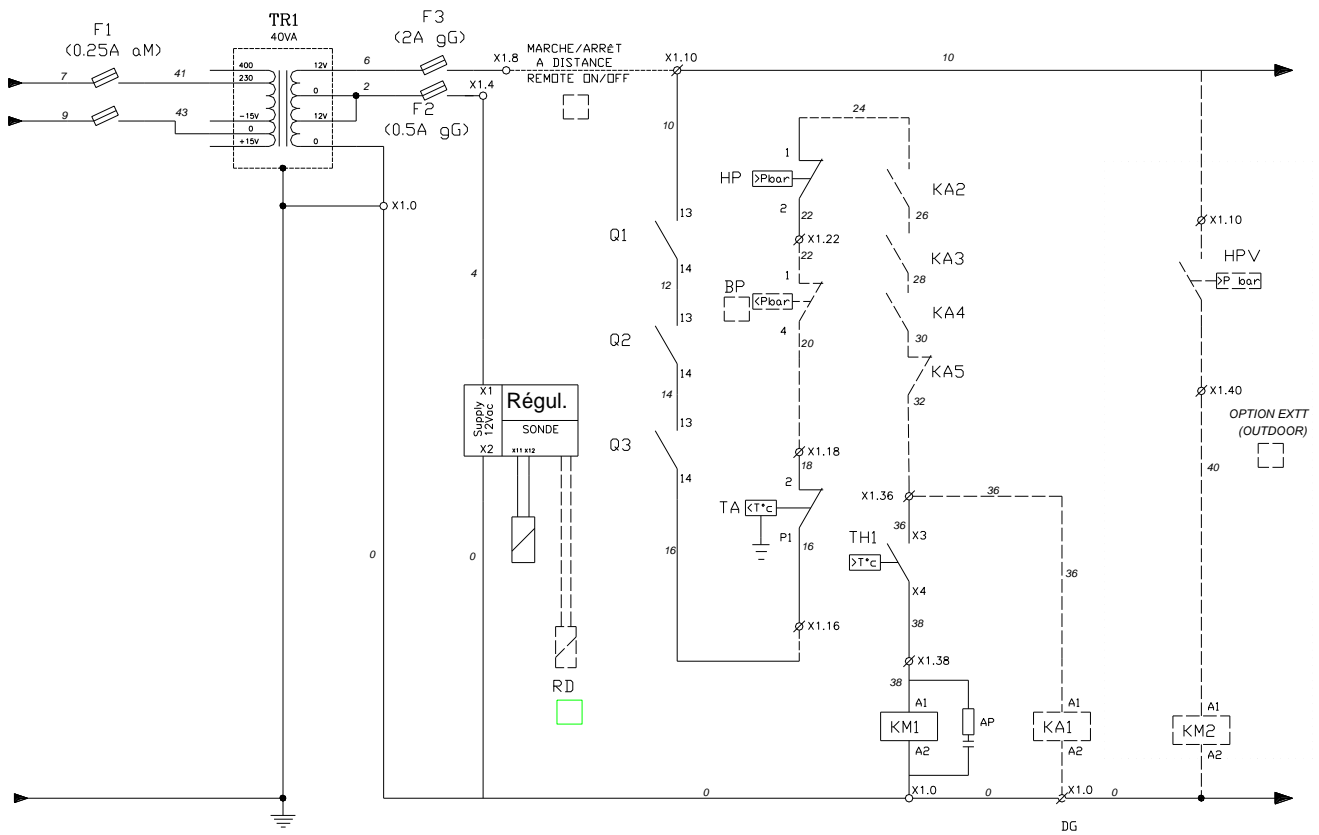 F1
(0.25A aM)
TR1
40VA
F3
(2A gG)
X1.8
MARCHE/ARRêT
A DISTANCE
REMOTE ON/OFF
X1.10
10
7
41
400
230
12V
6
0
2
X1.4
F2
(0.5A gG)
9
43
-15V
0
+15V
12V
0
24
10
1
HP
>Pbar
2
22
KA2
26
X1.0
13
Q1
14
12
X1.22
22
X1.10
KA3
28
HPV
>P bar
4
1
BP
<Pbar
4
20
KA4
30
13
Q2
14
14
KA5
32
X1
Supply
12Vac
X2
Régul.
SONDE
X11 X12
X1.40
OPTION EXTT
(OUTDOOR)
40
13
Q3
14
X1.18
18
2
TA
<T°c
P1
16
X1.36
36
36
X3
TH1
>T°c
X4
38
36
0
0
16
X1.16
X1.38
38
RD
A1
KM1
A2
AP
A1
KA1
A2
A1
KM2
A2
0
X1.0
0
X1.0
0
DG